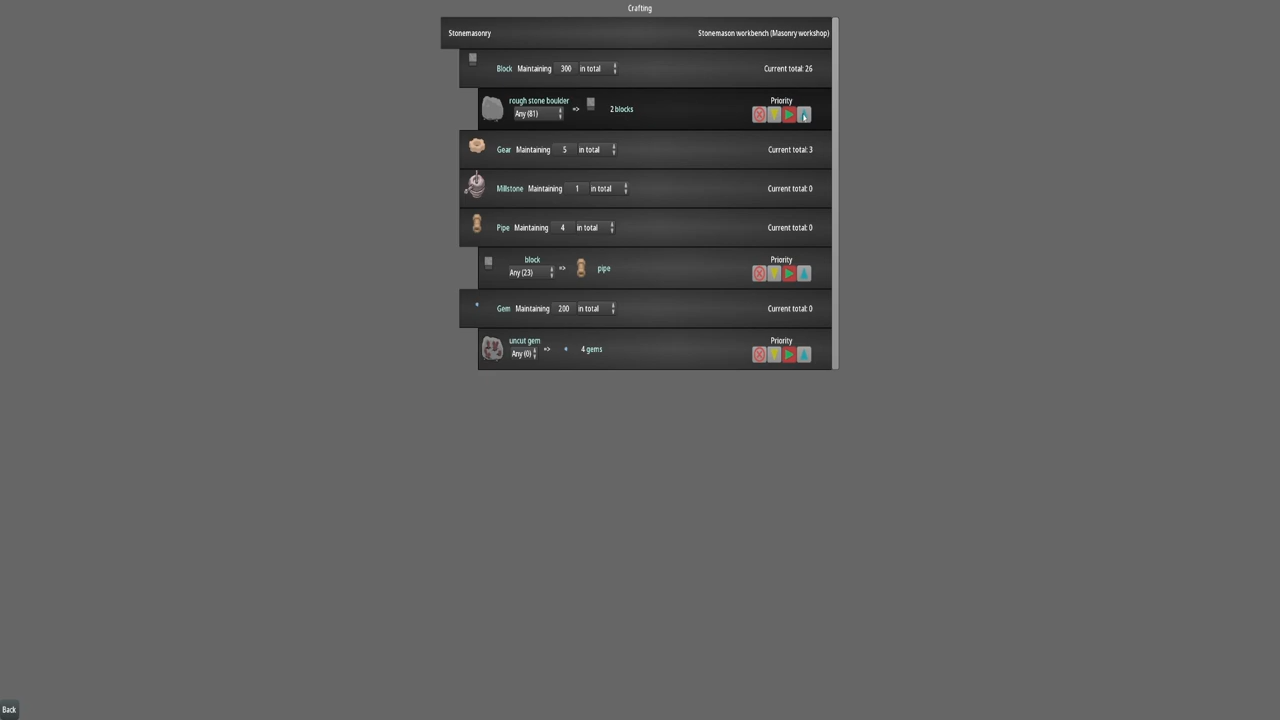 Crafting
Stonemasonry Stonemason workbench (Masonry workshop)
Block Maintaining 300 in total Current total: 26
rough stone boulder Priority
Any (81) => 2 blocks
Gear Maintaining 5 in total Current total: 3
Millstone Maintaining 1 in total Current total: 0
Pipe Maintaining 4 in total Current total: 0
block Priority
Any (23) => pipe
Gem Maintaining 200 in total Current total: 0
uncut gem Priority
Any (0) => 4 gems
Back